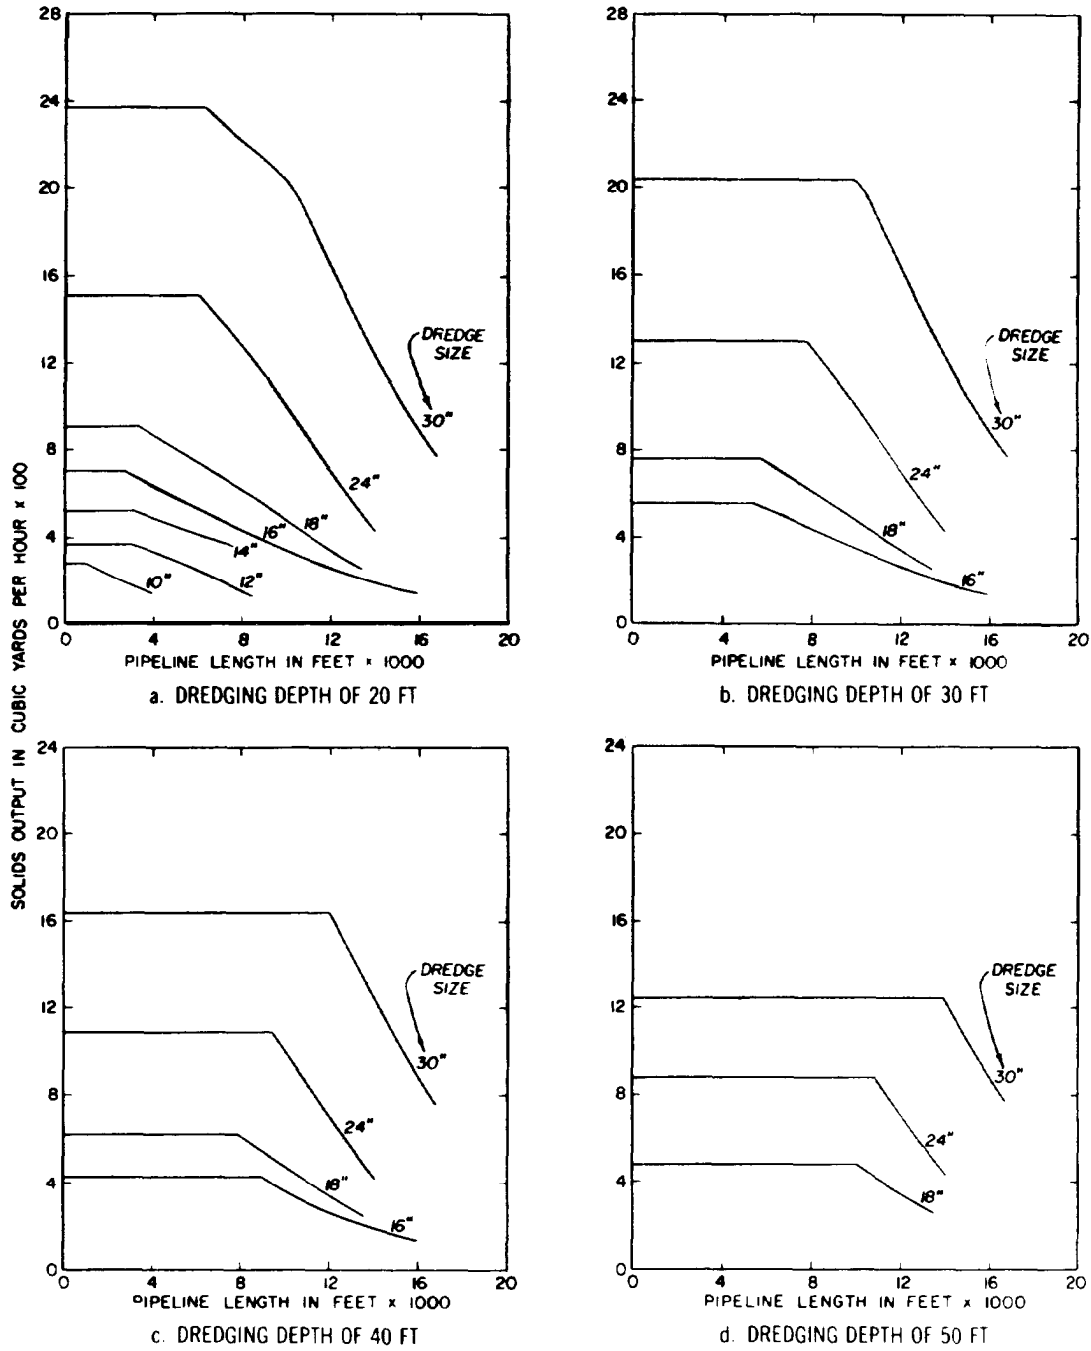 SOLIDS OUTPUT IN CUBIC YARDS PER HOUR × 100
28
24
20
16
12
8
4
0
DREDGE
SIZE
30"
24"
18"
16"
14"
12"
10"
0 4 8 12 16 20
PIPELINE LENGTH IN FEET × 1000
a. DREDGING DEPTH OF 20 FT
28
24
20
16
12
8
4
0
DREDGE
SIZE
30"
24"
18"
16"
0 4 8 12 16 20
PIPELINE LENGTH IN FEET × 1000
b. DREDGING DEPTH OF 30 FT
24
20
16
12
8
4
0
DREDGE
SIZE
30"
24"
18"
16"
0 4 8 12 16 20
PIPELINE LENGTH IN FEET × 1000
c. DREDGING DEPTH OF 40 FT
24
20
16
12
8
4
0
DREDGE
SIZE
30"
24"
18"
0 4 8 12 16 20
PIPELINE LENGTH IN FEET × 1000
d. DREDGING DEPTH OF 50 FT